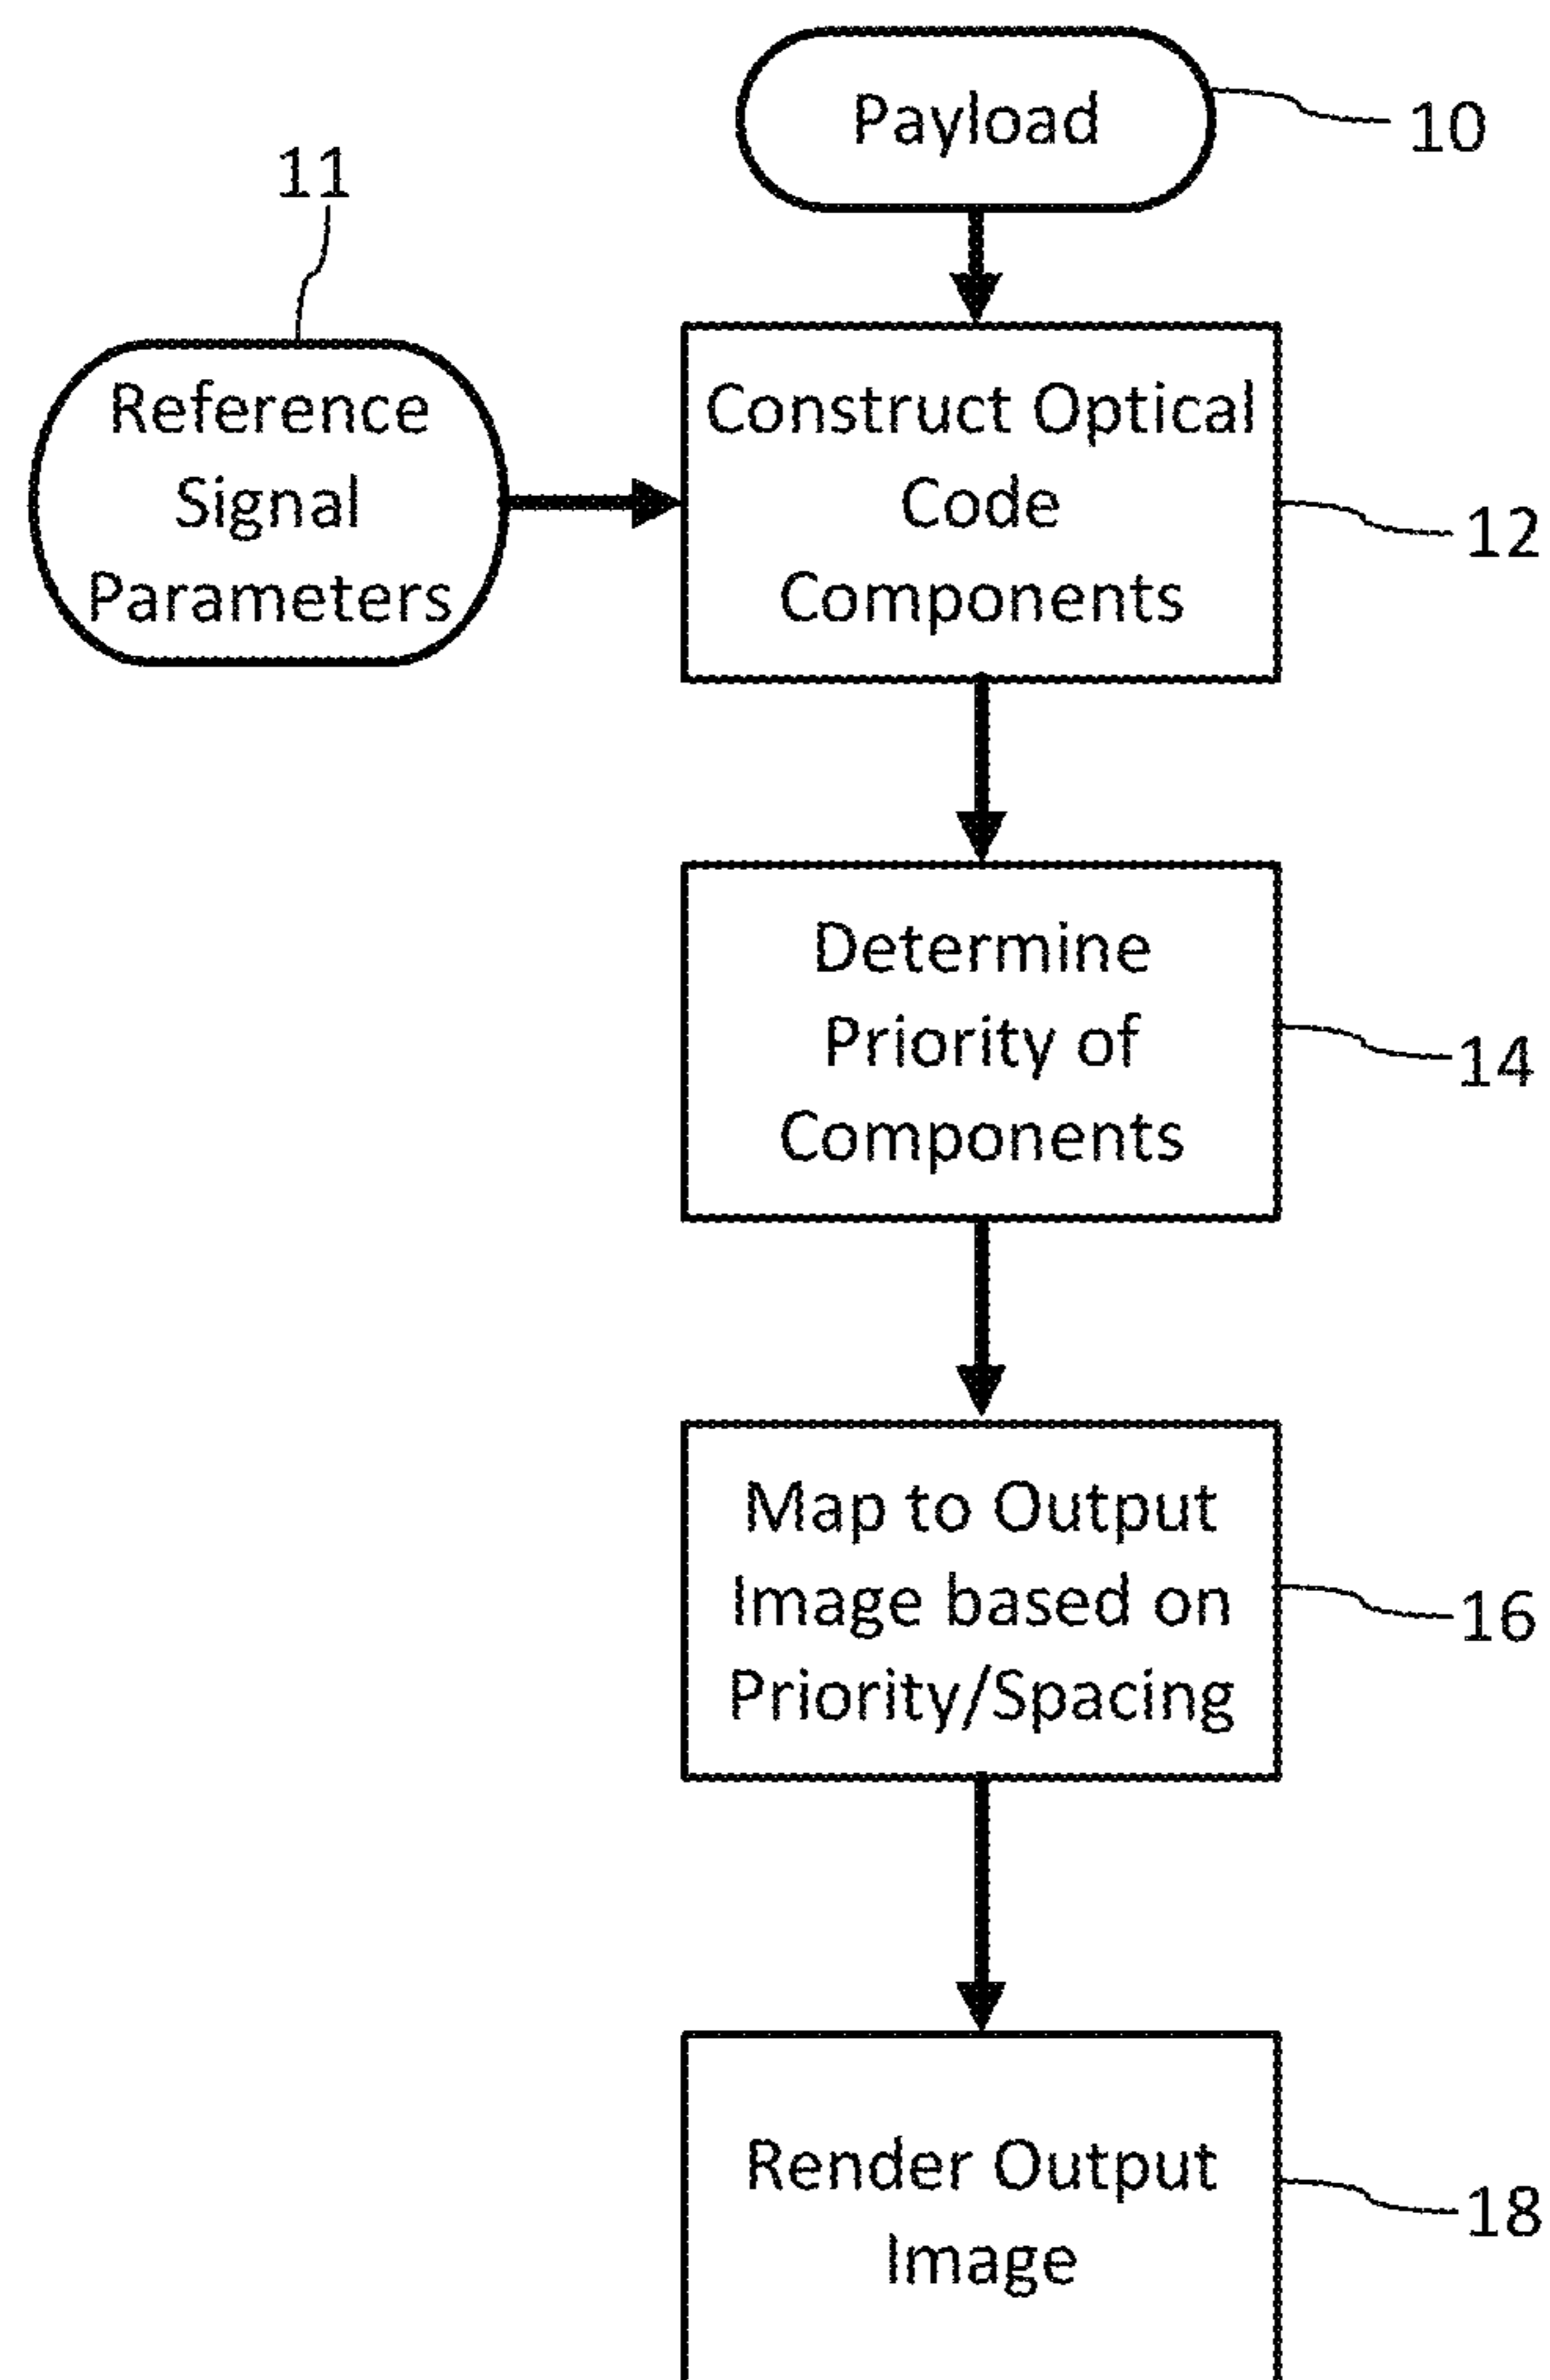 Payload
10
11
Reference
Signal
Parameters
Construct Optical
Code
Components
12
Determine
Priority of
Components
14
Map to Output
Image based on
Priority/Spacing
16
Render Output
Image
18